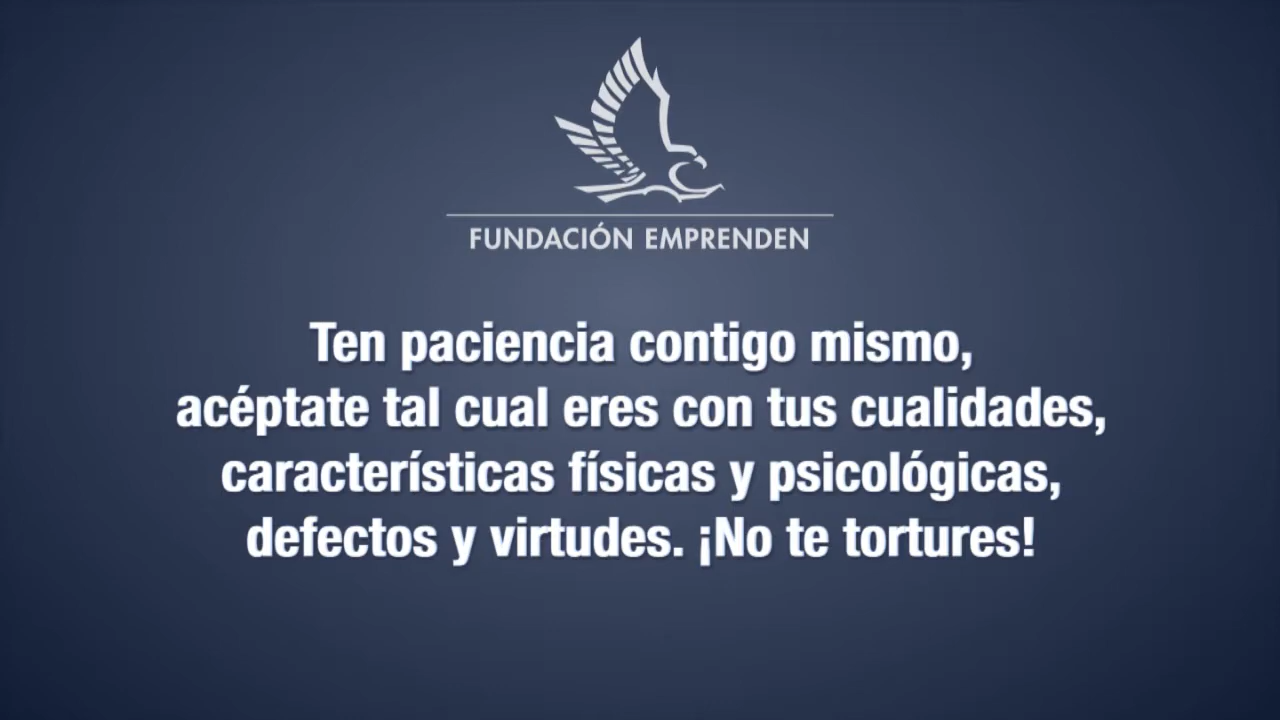 FUNDACIÓN EMPRENDEN
Ten paciencia contigo mismo,
acéptate tal cual eres con tus cualidades,
características físicas y psicológicas,
defectos y virtudes. ¡No te tortures!